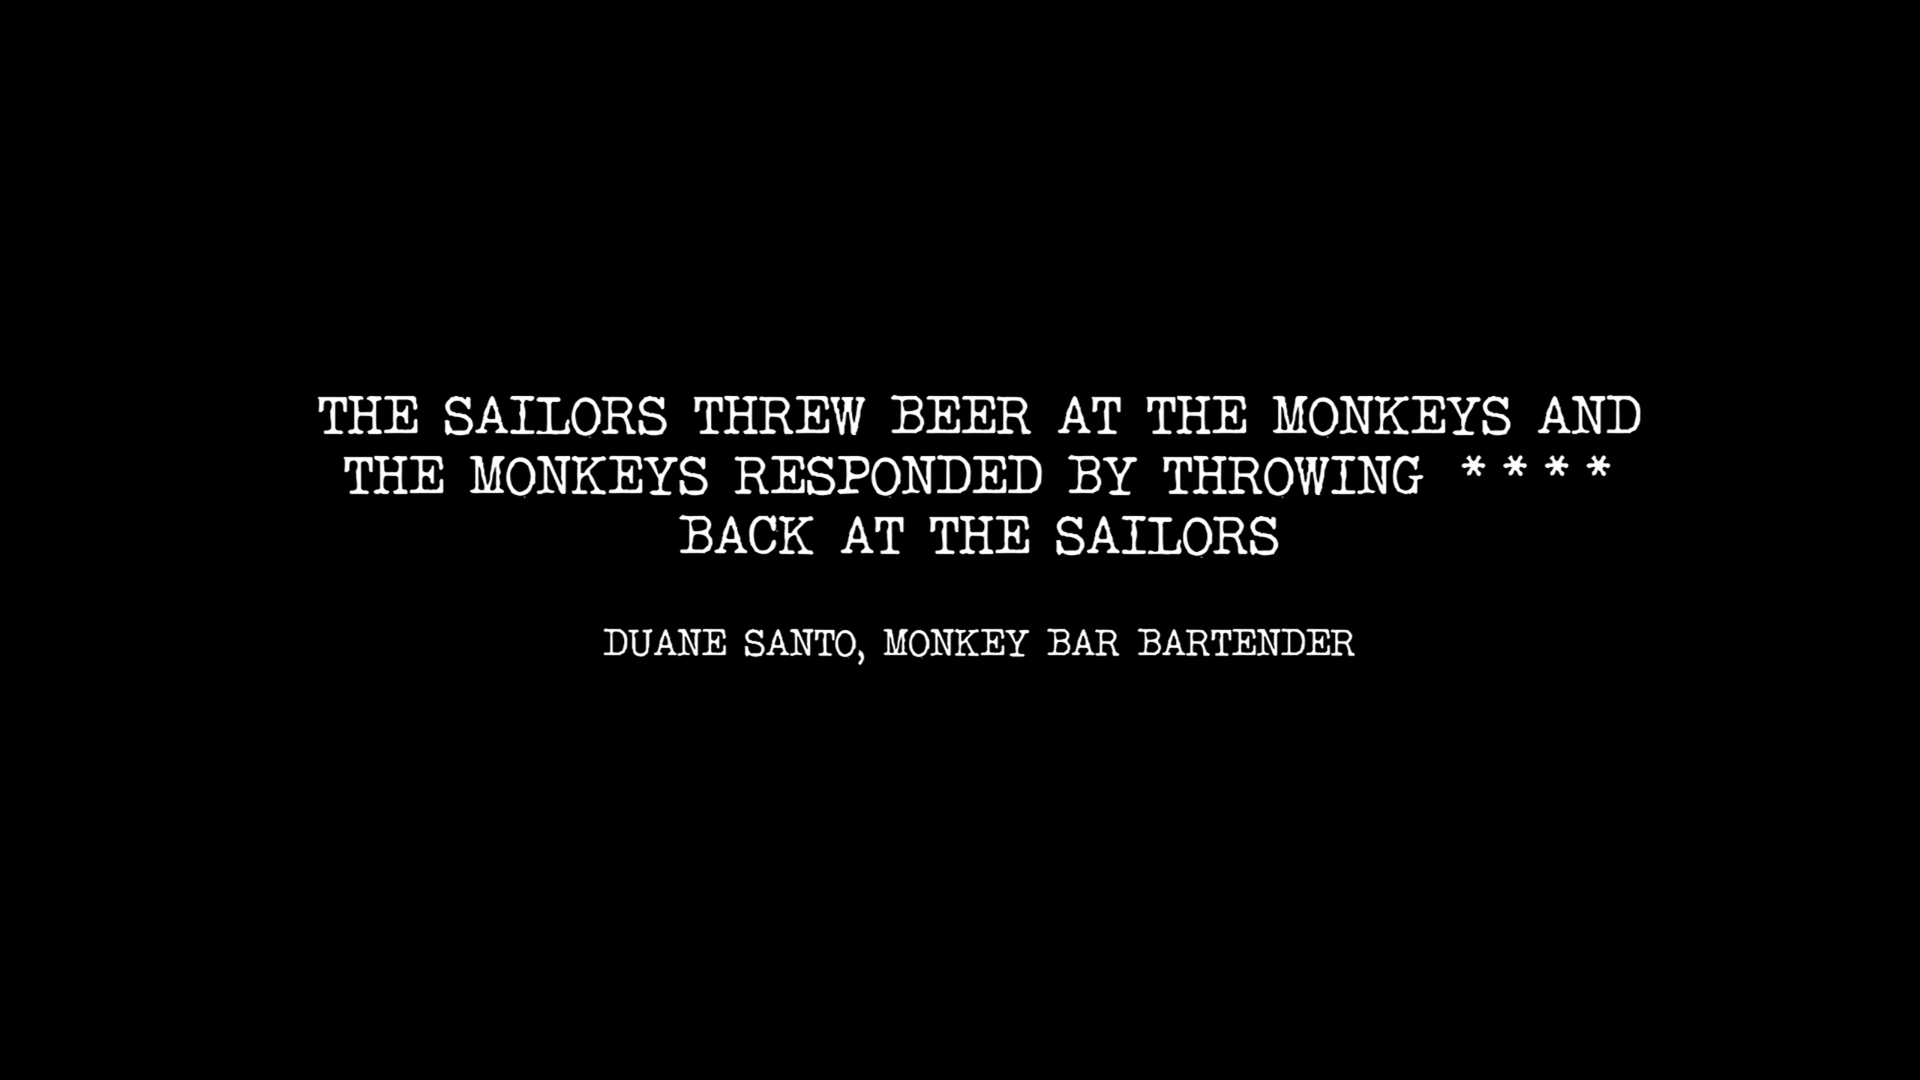 THE SAILORS THREW BEER AT THE MONKEYS AND
THE MONKEYS RESPONDED BY THROWING ****
BACK AT THE SAILORS
DUANE SANTO, MONKEY BAR BARTENDER